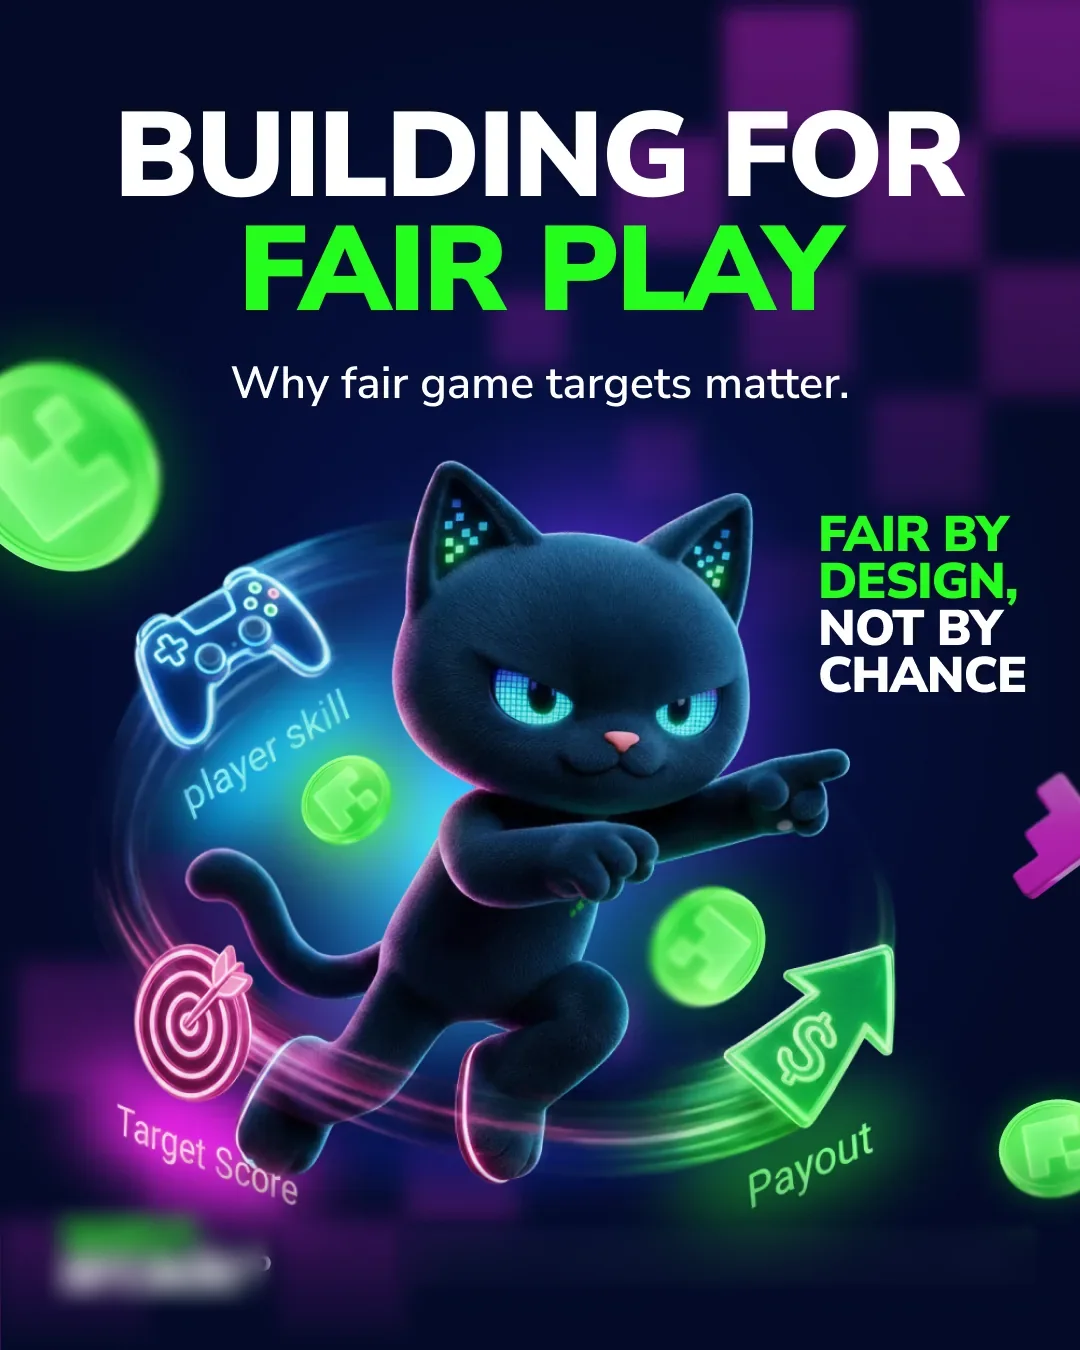 BUILDING FOR
FAIR PLAY
Why fair game targets matter.
FAIR BY
DESIGN,
NOT BY
CHANCE
player skill
Target Score
Payout